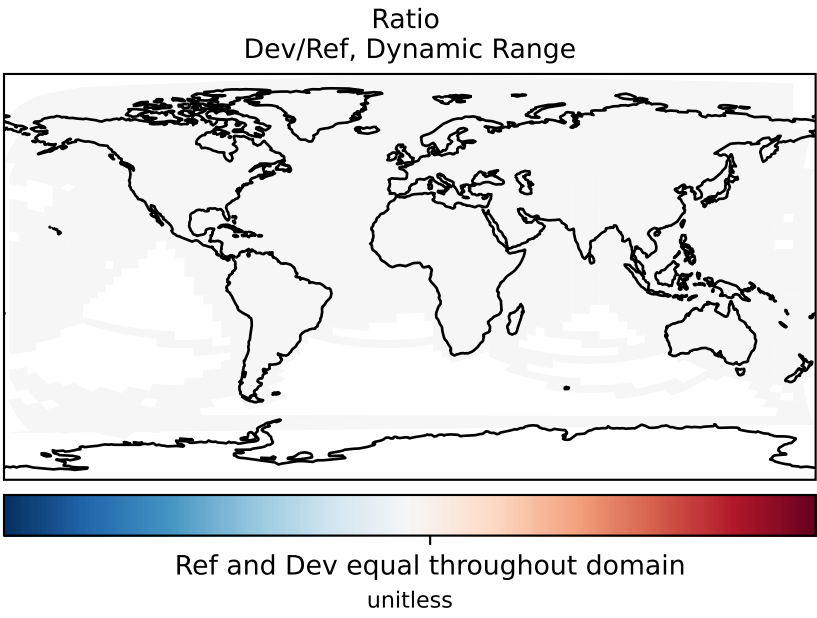 Ratio
Dev/Ref, Dynamic Range
Ref and Dev equal throughout domain
unitless